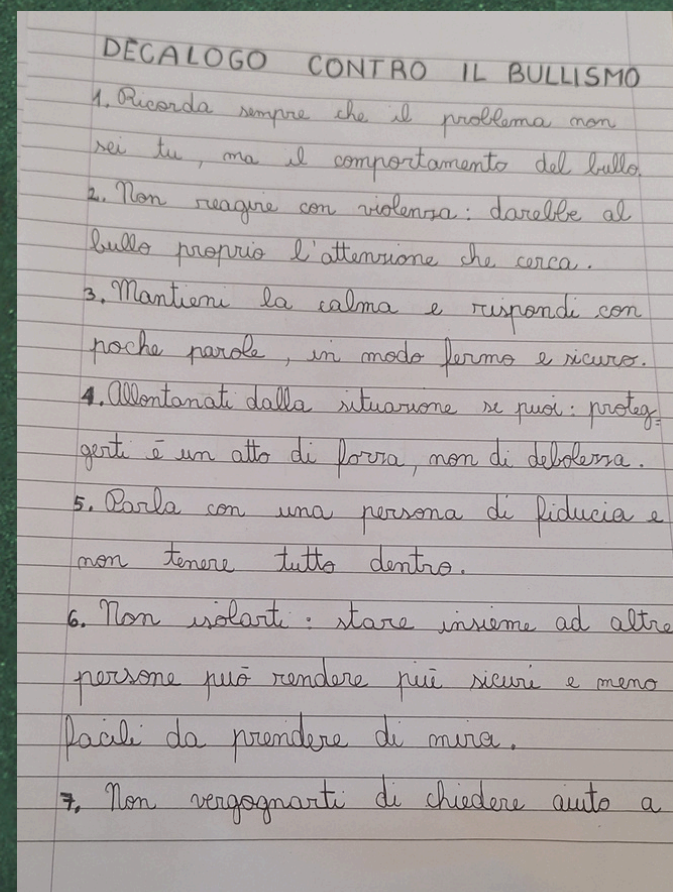 DECALOGO CONTRO IL BULLISMO
1. Ricorda sempre che il problema non
sei tu, ma il comportamento del bullo.
2. Non reagire con violenza: darebbe al
bullo proprio l'attenzione che cerca.
3. Mantieni la calma e rispondi con
poche parole, in modo fermo e sicuro.
4. Allontanati dalla situazione se puoi: proteg=
gerti è un atto di forza, non di debolezza.
5. Parla con una persona di fiducia e
non tenere tutto dentro.
6. Non isolarti: stare insieme ad altre
persone può rendere più sicuri e meno
facili da prendere di mira.
7. Non vergognarti di chiedere aiuto a